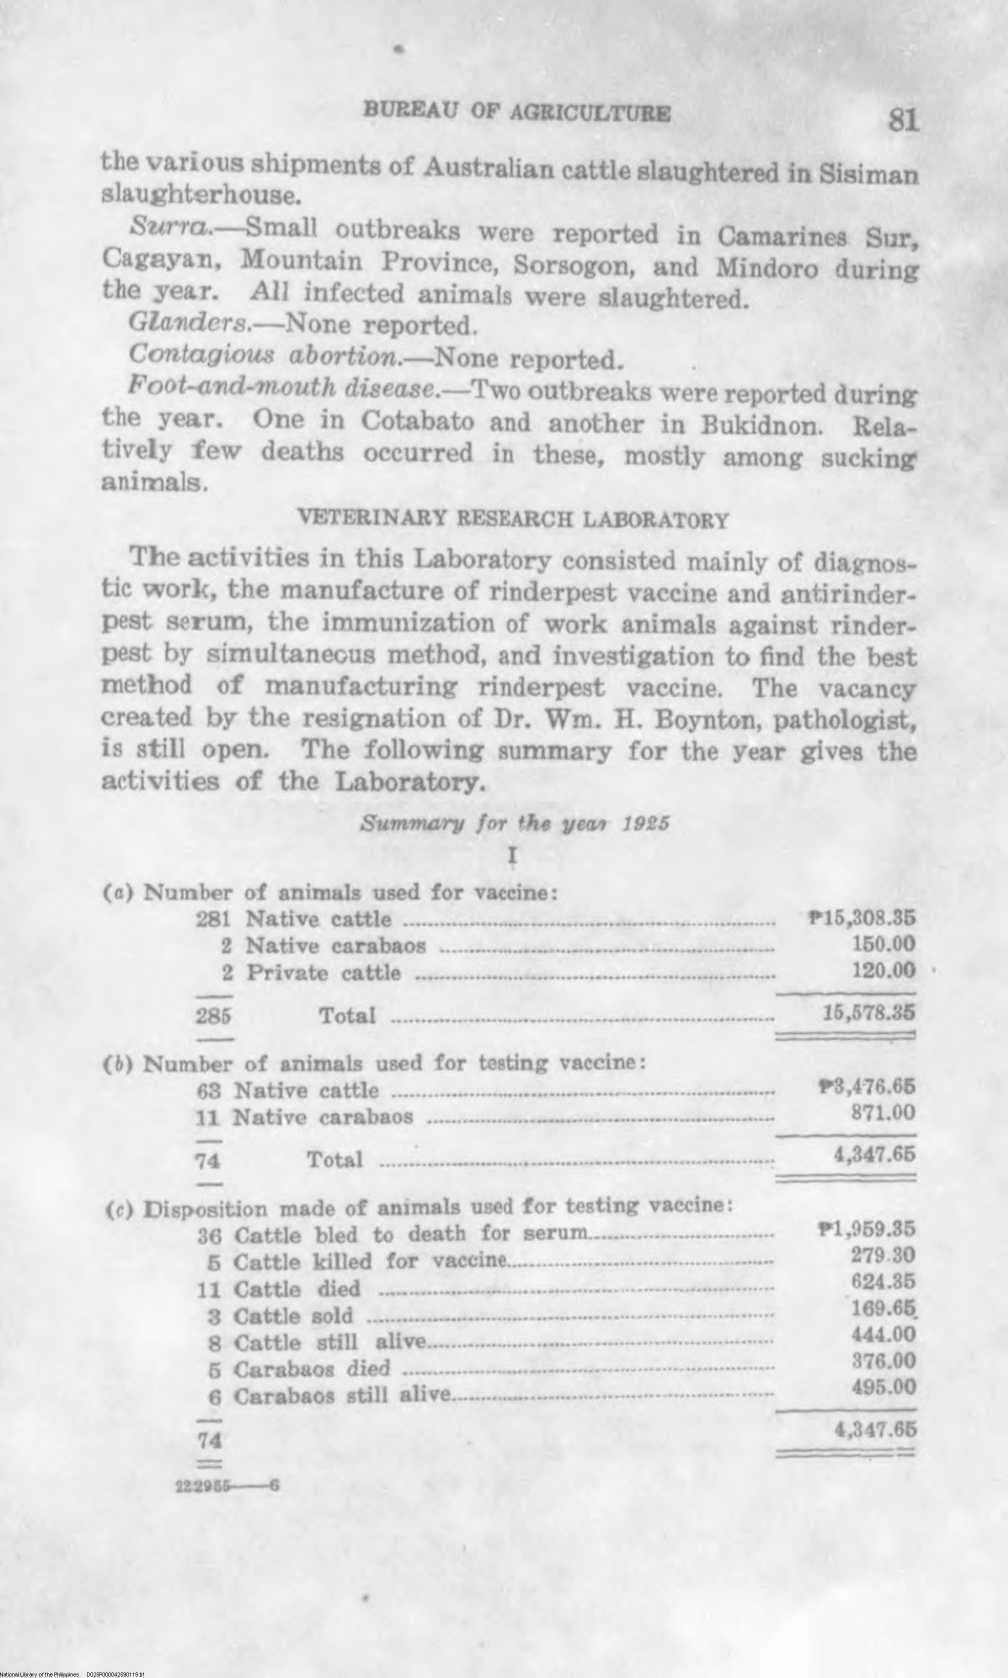 BUREAU OF AGRICULTURE 81
the various shipments of Australian cattle slaughtered in Sisiman
slaughterhouse.
Surra.—Small outbreaks were reported in Camarines Sur,
Cagayan, Mountain Province, Sorsogon, and Mindoro during
the year. All infected animals were slaughtered.
Glanders.—None reported.
Contagious abortion.—None reported.
Foot-and-mouth disease.—Two outbreaks were reported during
the year. One in Cotabato and another in Bukidnon. Rela-
tively few deaths occurred in these, mostly among sucking
animals.
VETERINARY RESEARCH LABORATORY
The activities in this Laboratory consisted mainly of diagnos-
tic work, the manufacture of rinderpest vaccine and antirinder-
pest serum, the immunization of work animals against rinder-
pest by simultaneous method, and investigation to find the best
method of manufacturing rinderpest vaccine. The vacancy
created by the resignation of Dr. Wm. H. Boynton, pathologist,
is still open. The following summary for the year gives the
activities of the Laboratory.
Summary for the year 1925
I
(a) Number of animals used for vaccine:
281 Native cattle ₱15,308.35
2 Native carabaos 150.00
2 Private cattle 120.00
285 Total 15,578.35
(b) Number of animals used for testing vaccine:
63 Native cattle ₱3,476.65
11 Native carabaos 871.00
74 Total 4,347.65
(c) Disposition made of animals used for testing vaccine:
36 Cattle bled to death for serum ₱1,959.35
5 Cattle killed for vaccine 279.30
11 Cattle died 624.35
3 Cattle sold 169.65
8 Cattle still alive 444.00
5 Carabaos died 376.00
6 Carabaos still alive 495.00
74 4,347.65
222955——6
National Library of the Philippines